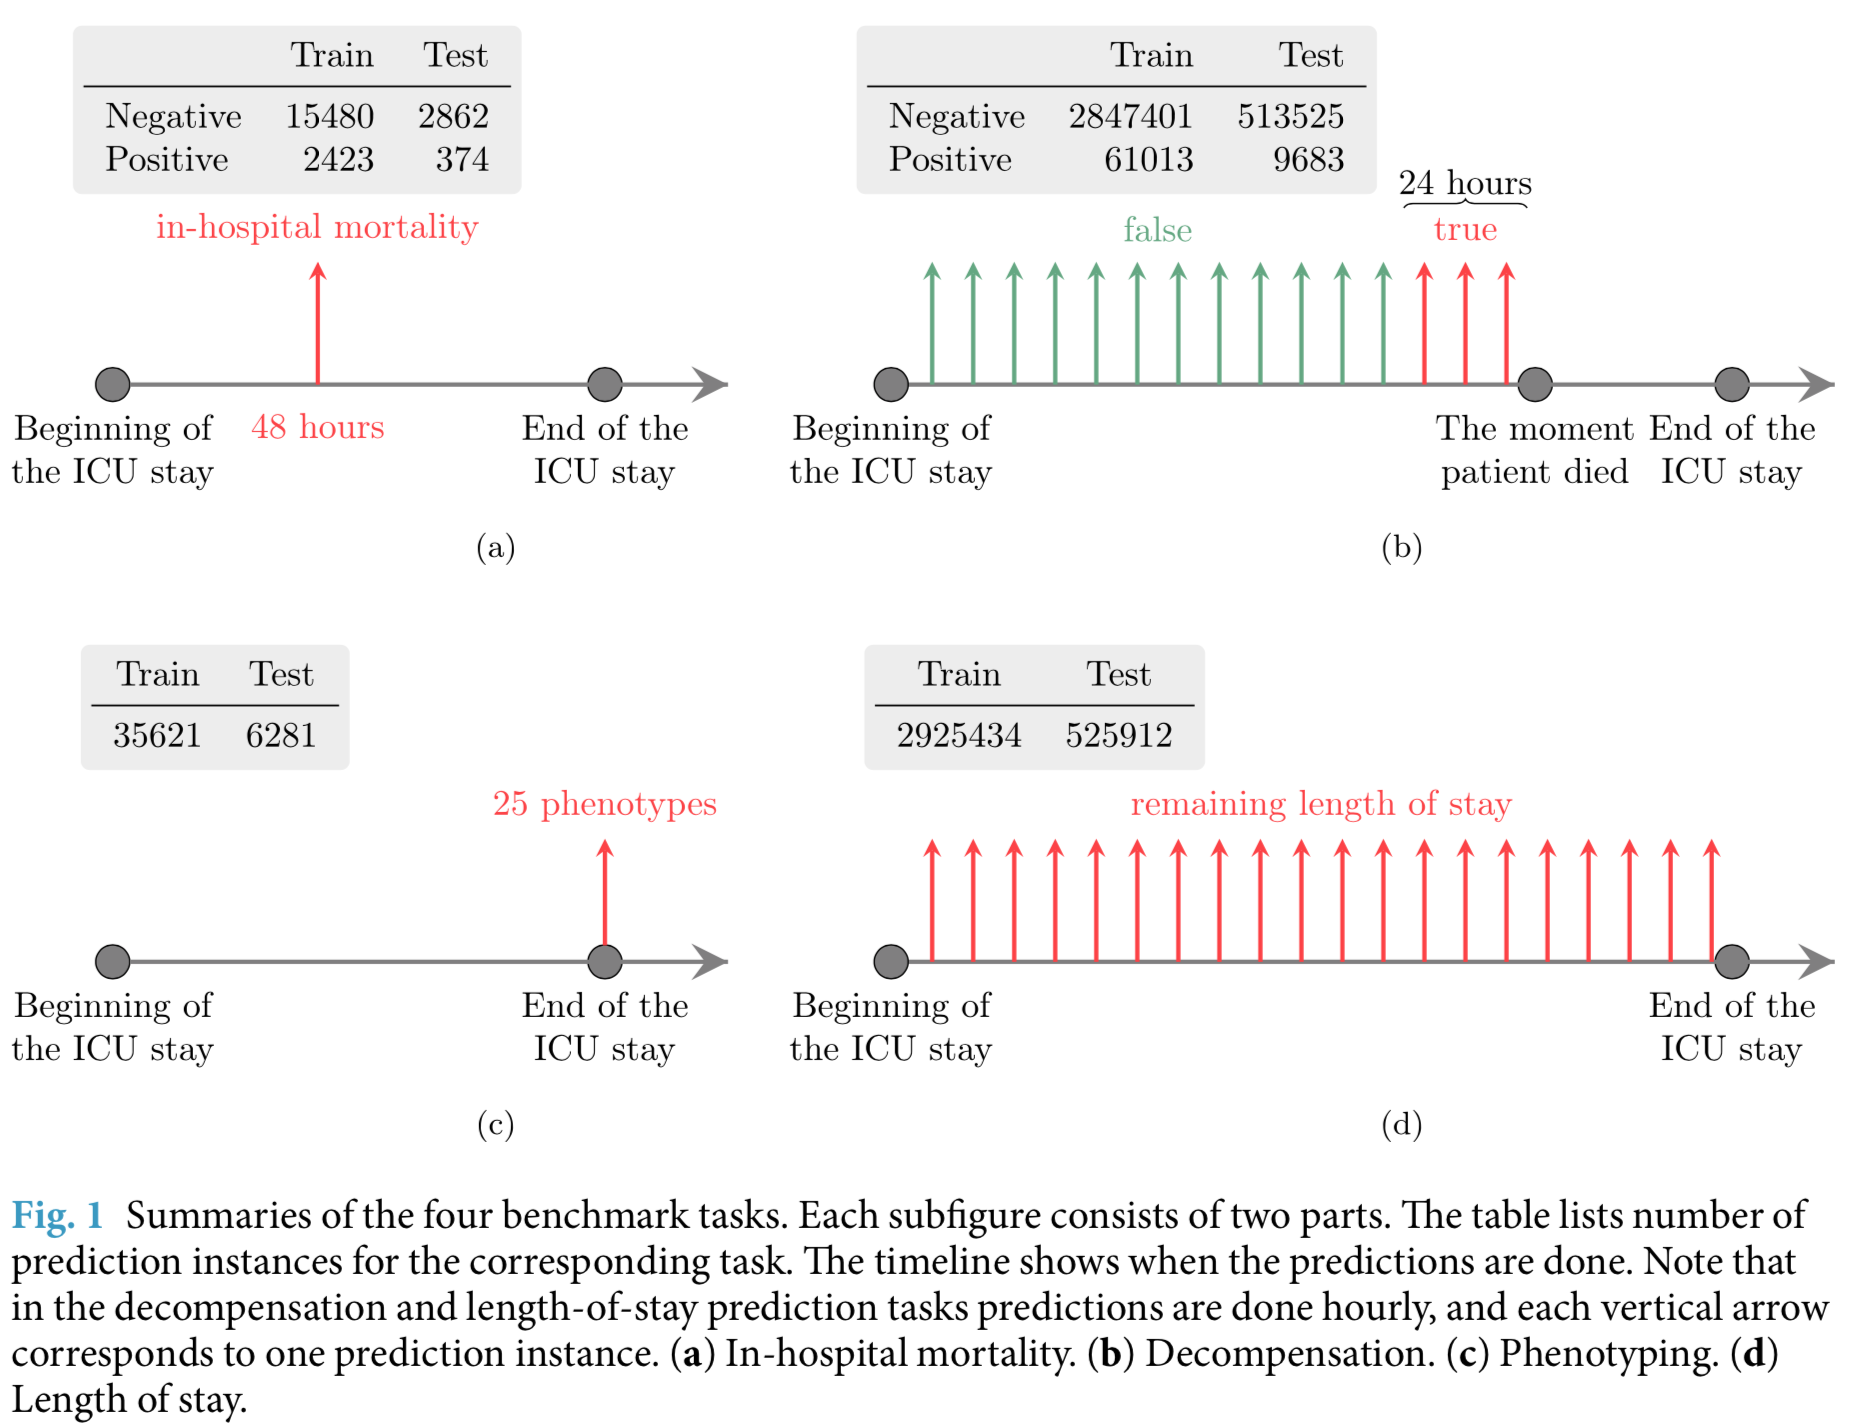 Train Test
Negative 15480 2862
Positive 2423 374
in-hospital mortality
48 hours
Beginning of
the ICU stay
End of the
ICU stay
(a)
Train Test
Negative 2847401 513525
Positive 61013 9683
24 hours
false
true
Beginning of
the ICU stay
The moment
patient died
End of the
ICU stay
(b)
Train Test
35621 6281
25 phenotypes
Beginning of
the ICU stay
End of the
ICU stay
(c)
Train Test
2925434 525912
remaining length of stay
Beginning of
the ICU stay
End of the
ICU stay
(d)
Fig. 1 Summaries of the four benchmark tasks. Each subfigure consists of two parts. The table lists number of
prediction instances for the corresponding task. The timeline shows when the predictions are done. Note that
in the decompensation and length-of-stay prediction tasks predictions are done hourly, and each vertical arrow
corresponds to one prediction instance. (a) In-hospital mortality. (b) Decompensation. (c) Phenotyping. (d)
Length of stay.